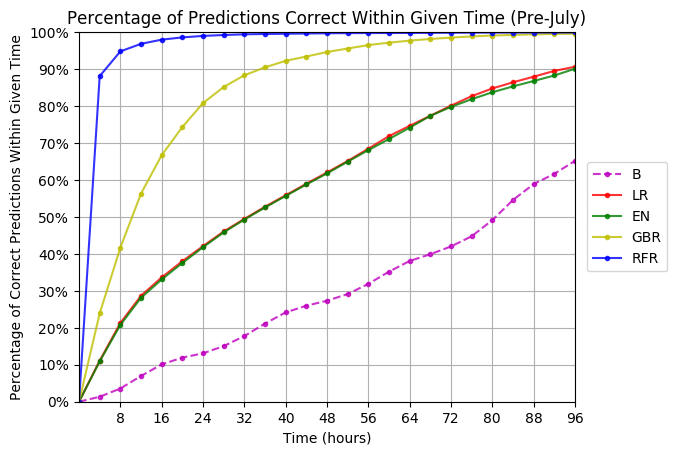 Percentage of Predictions Correct Within Given Time (Pre-July)
Percentage of Correct Predictions Within Given Time
100%
90%
80%
70%
60%
50%
40%
30%
20%
10%
0%
8 16 24 32 40 48 56 64 72 80 88 96
Time (hours)
B
LR
EN
GBR
RFR